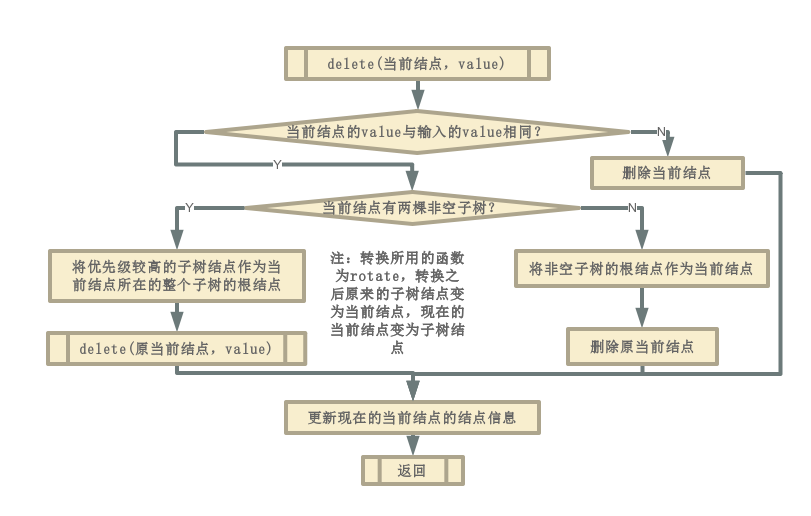 delete(当前结点, value)
当前结点的value与输入的value相同?
N
删除当前结点
Y
当前结点有两棵非空子树?
Y
N
将优先级较高的子树结点作为当
前结点所在的整个子树的根结点
注: 转换所用的函数
为rotate, 转换之
后原来的子树结点变
为当前结点, 现在的
当前结点变为子树结
点
将非空子树的根结点作为当前结点
delete(原当前结点, value)
删除原当前结点
更新现在的当前结点的结点信息
返回